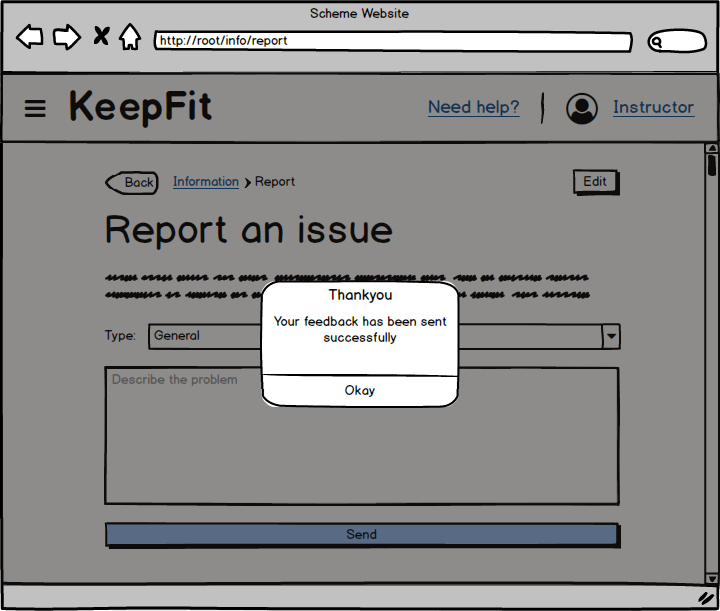 Scheme Website
http://root/info/report
KeepFit
Need help?
Instructor
Back
Information
Report
Edit
Report an issue
Thankyou
Your feedback has been sent
successfully
Okay
Type:
General
Describe the problem
Send